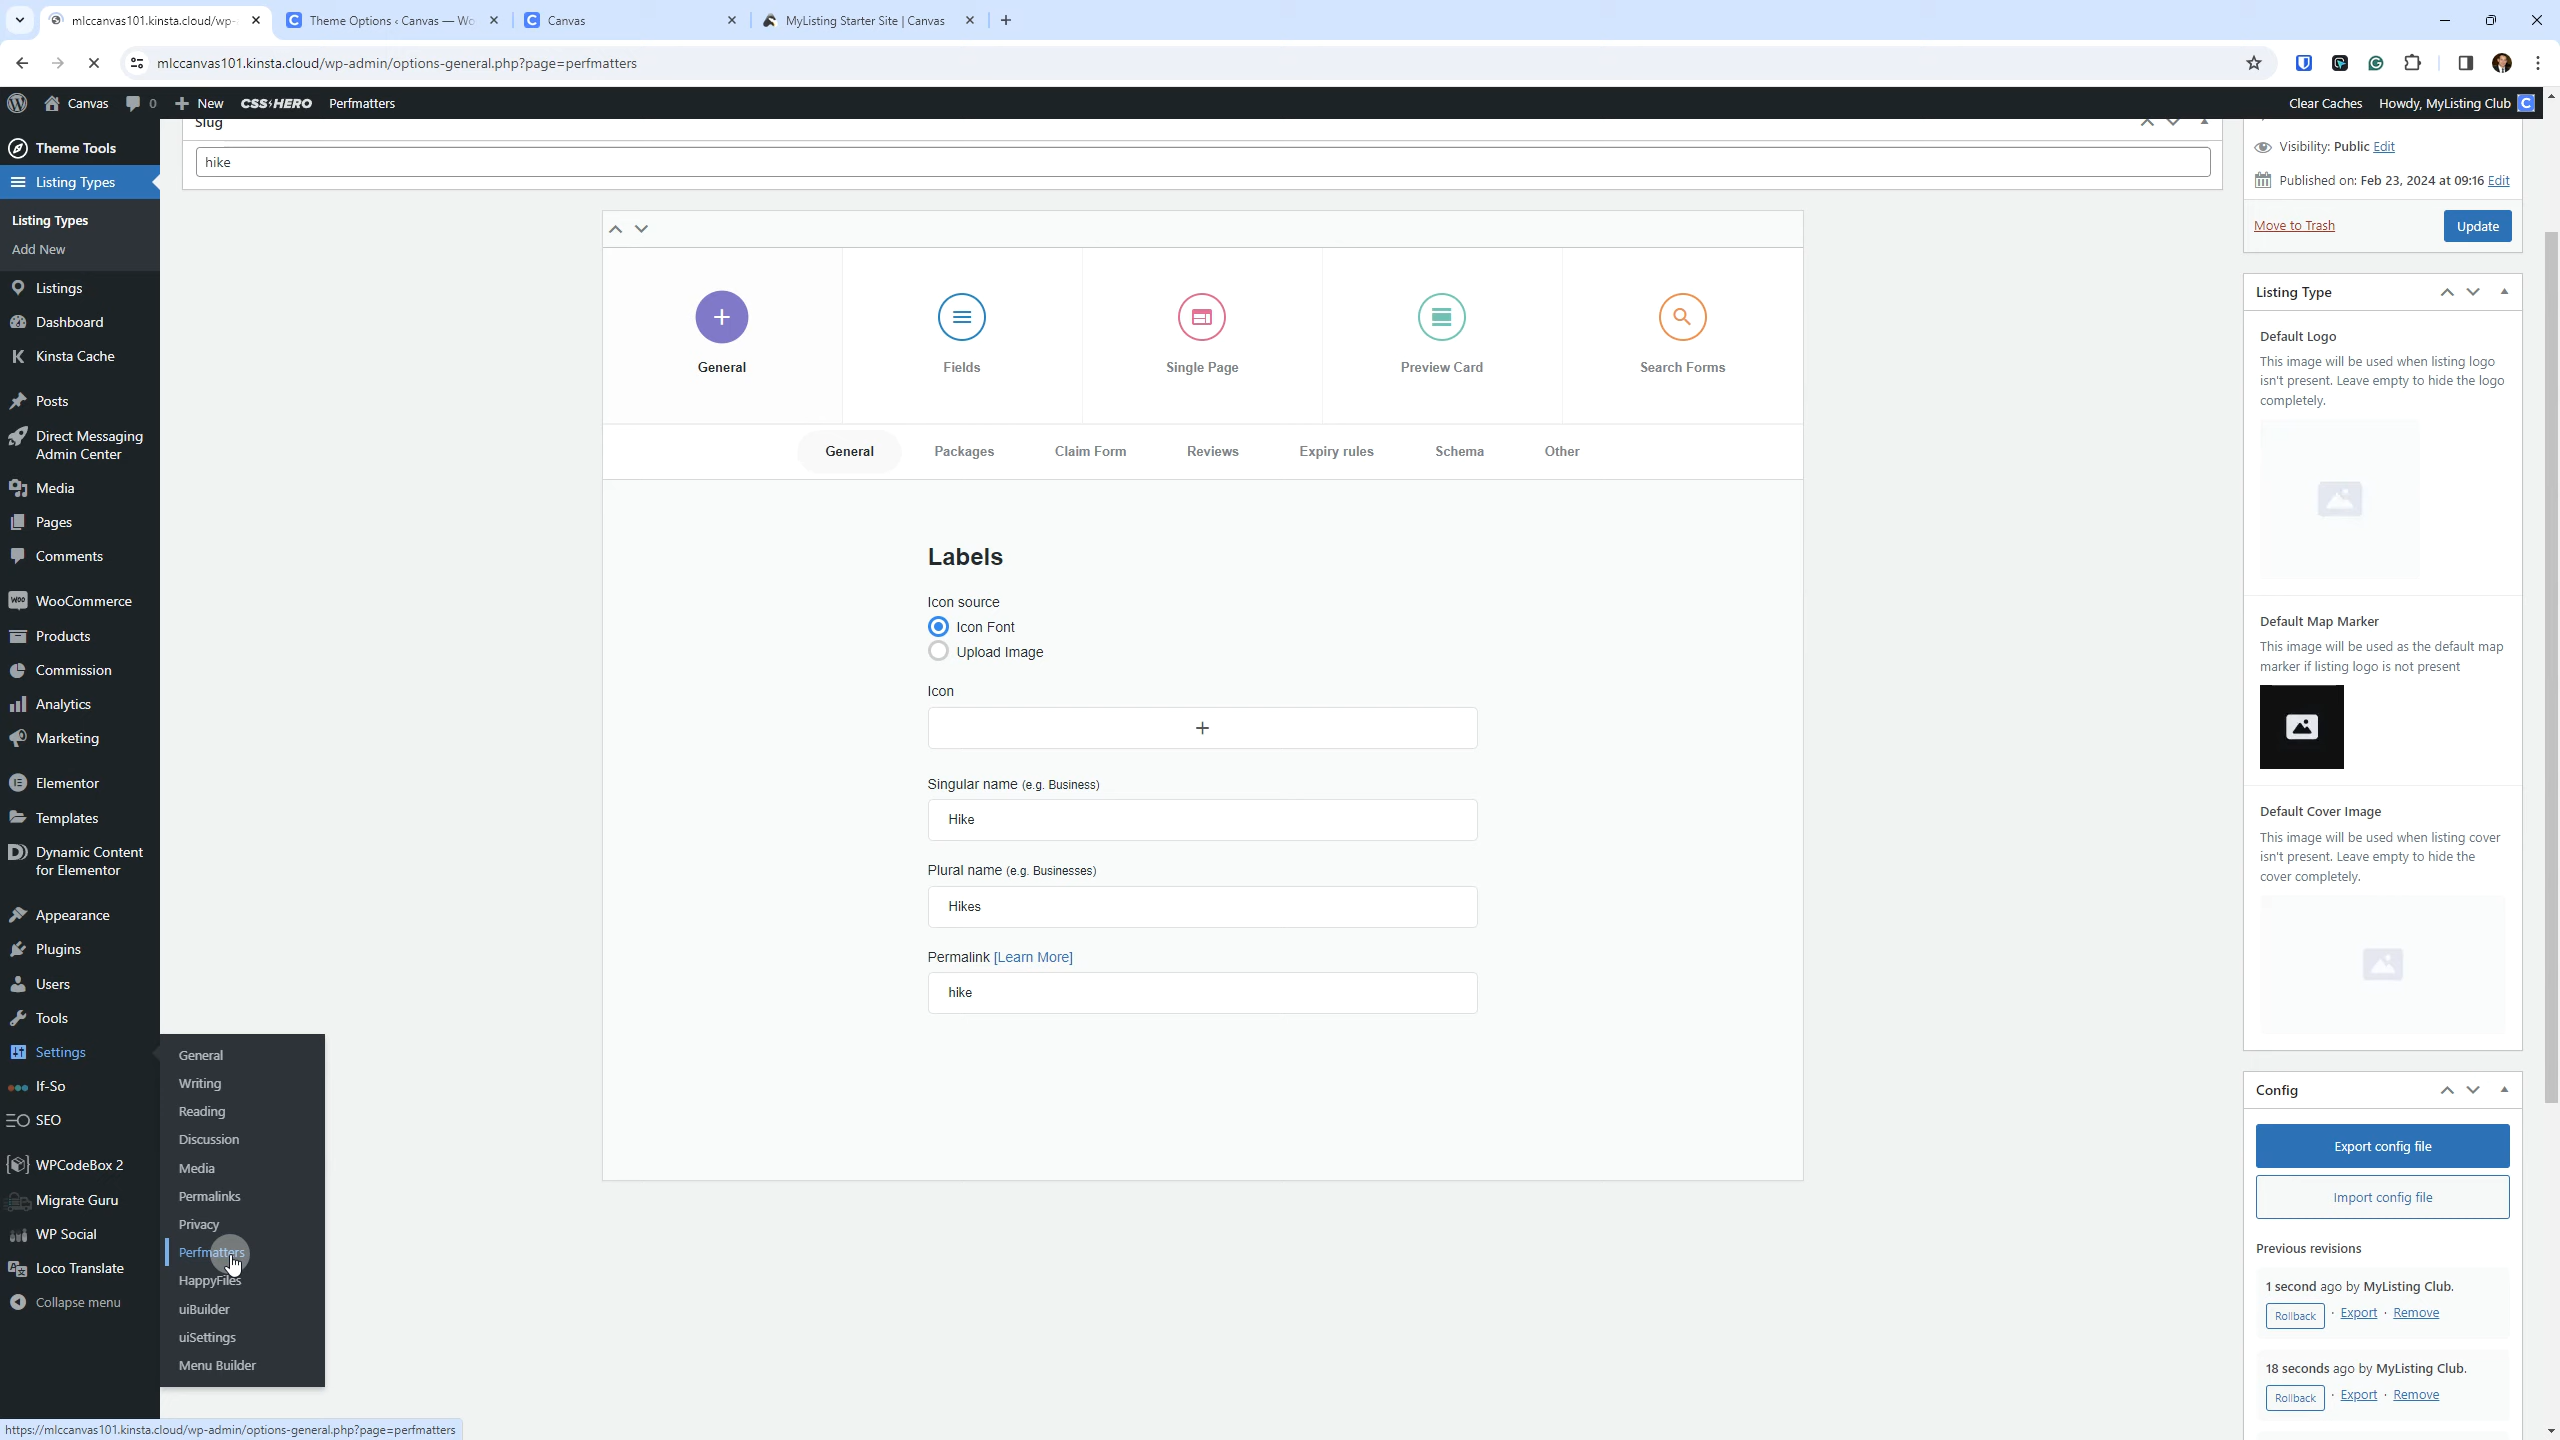 mlccanvas101.kinsta.cloud/wp-
Theme Options ‹ Canvas — Wo
Canvas
MyListing Starter Site | Canvas
mlccanvas101.kinsta.cloud/wp-admin/options-general.php?page=perfmatters
Canvas
0
New
CSS HERO
Perfmatters
Clear Caches
Howdy, MyListing Club
Theme Tools
Listing Types
Listing Types
Add New
Listings
Dashboard
Kinsta Cache
Posts
Direct Messaging
Admin Center
Media
Pages
Comments
WooCommerce
Products
Commission
Analytics
Marketing
Elementor
Templates
Dynamic Content
for Elementor
Appearance
Plugins
Users
Tools
Settings
If-So
SEO
WPCodeBox 2
Migrate Guru
WP Social
Loco Translate
Collapse menu
General
Writing
Reading
Discussion
Media
Permalinks
Privacy
Perfmatters
HappyFiles
uiBuilder
uiSettings
Menu Builder
https://mlccanvas101.kinsta.cloud/wp-admin/options-general.php?page=perfmatters
Slug
hike
General
Fields
Single Page
Preview Card
Search Forms
General
Packages
Claim Form
Reviews
Expiry rules
Schema
Other
Labels
Icon source
Icon Font
Upload Image
Icon
+
Singular name (e.g. Business)
Hike
Plural name (e.g. Businesses)
Hikes
Permalink [Learn More]
hike
Visibility: Public Edit
Published on: Feb 23, 2024 at 09:16 Edit
Move to Trash
Update
Listing Type
Default Logo
This image will be used when listing logo
isn't present. Leave empty to hide the logo
completely.
Default Map Marker
This image will be used as the default map
marker if listing logo is not present
Default Cover Image
This image will be used when listing cover
isn't present. Leave empty to hide the
cover completely.
Config
Export config file
Import config file
Previous revisions
1 second ago by MyListing Club.
Rollback · Export · Remove
18 seconds ago by MyListing Club.
Rollback · Export · Remove